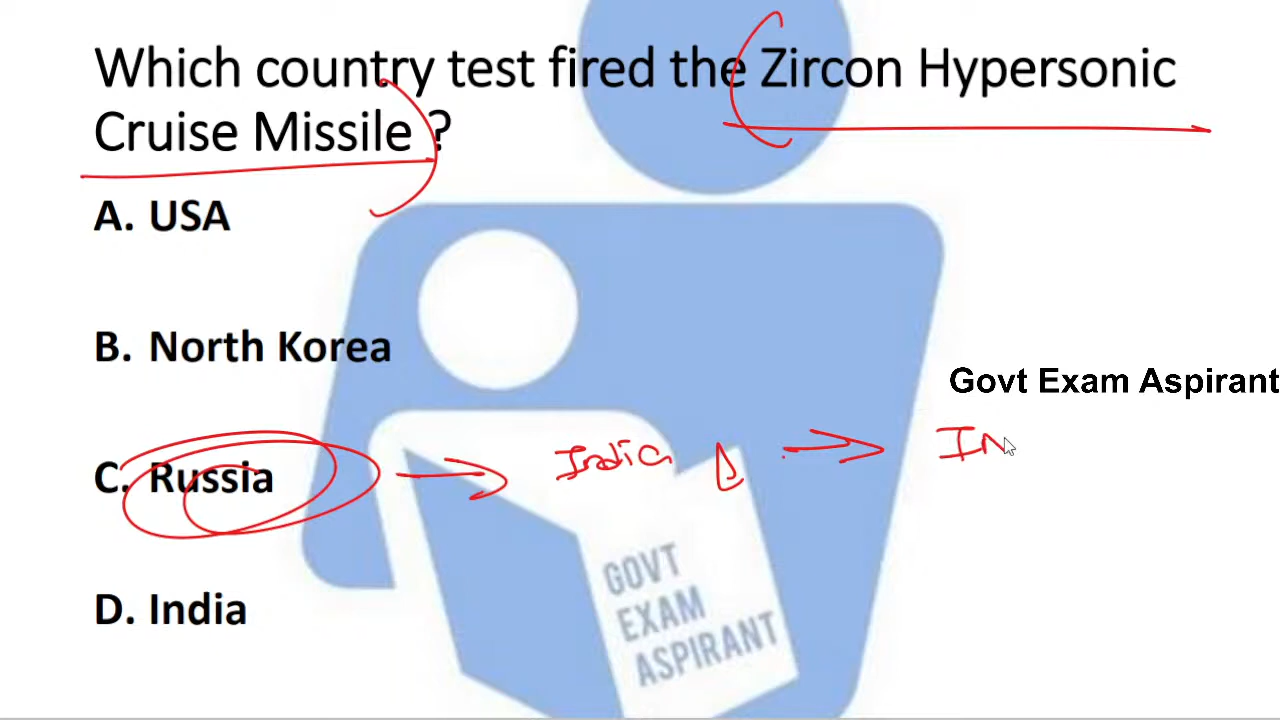 Which country test fired the Zircon Hypersonic
Cruise Missile ?
A. USA
B. North Korea
Govt Exam Aspirant
C. Russia
India
IN
D. India
GOVT
EXAM
ASPIRANT